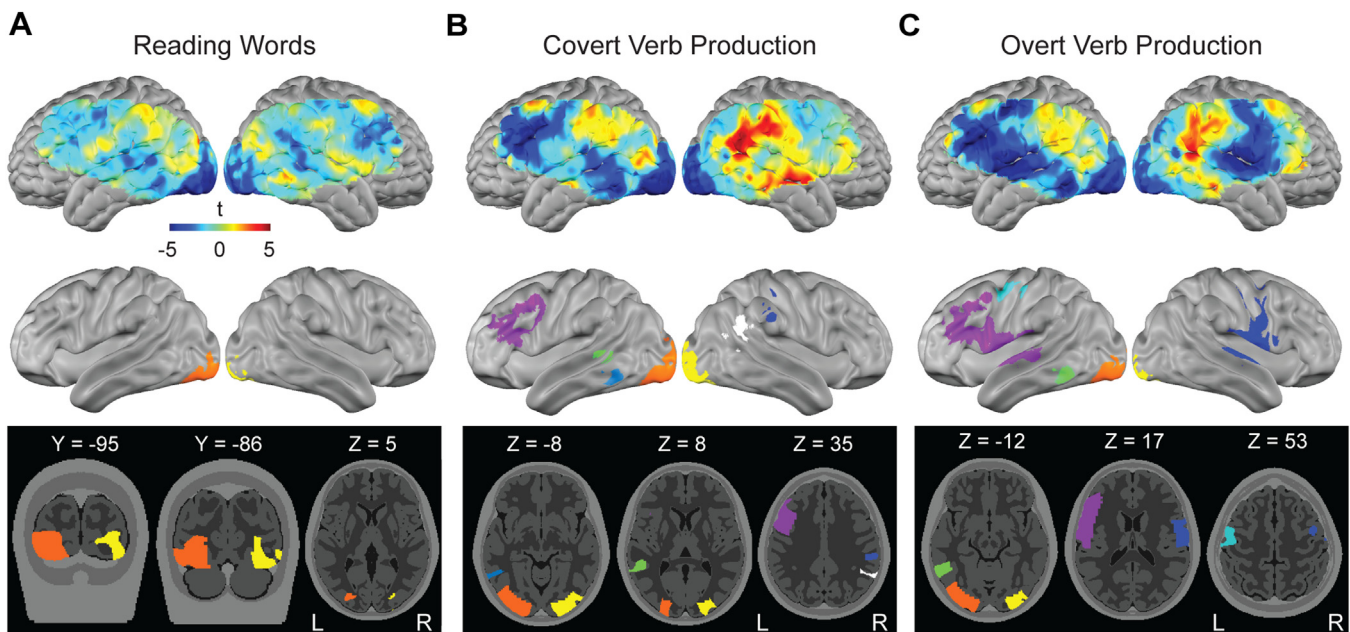 A
Reading Words
B
Covert Verb Production
C
Overt Verb Production
t
-5 0 5
Y = -95 Y = -86 Z = 5
L R
Z = -8 Z = 8 Z = 35
L R
Z = -12 Z = 17 Z = 53
L R